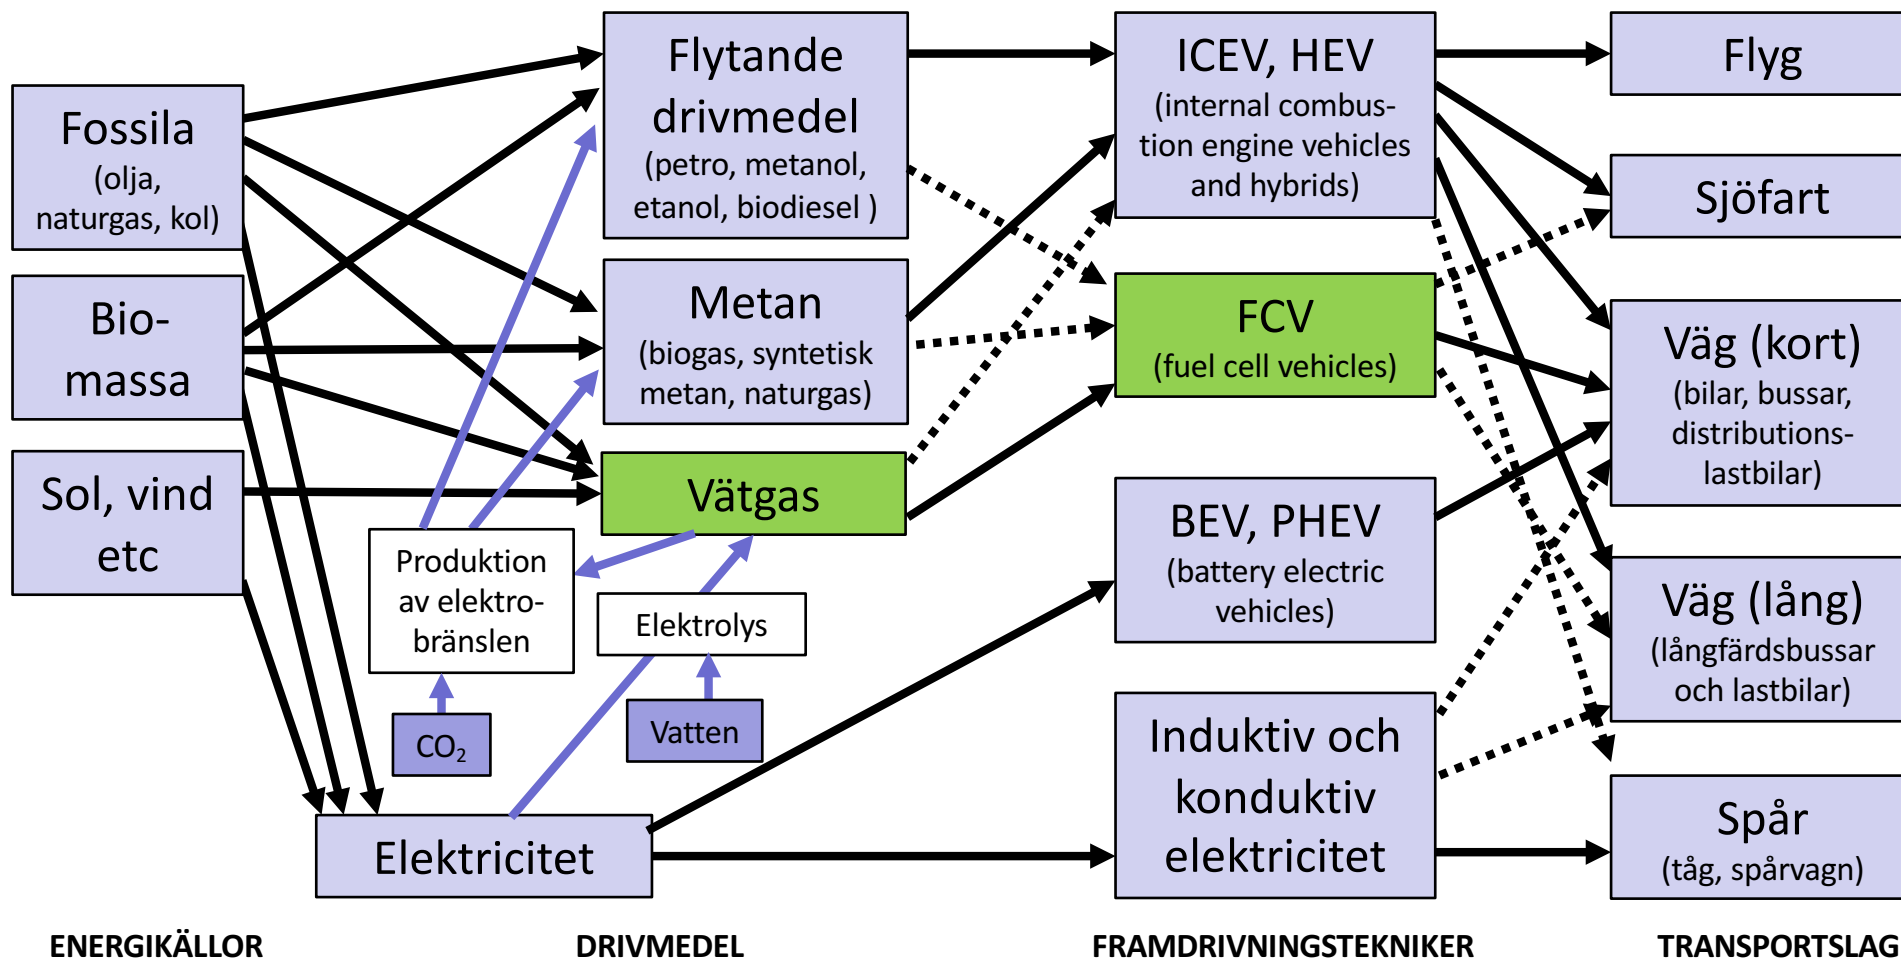 Fossila
(olja,
naturgas, kol)
Bio-
massa
Sol, vind
etc
Flytande
drivmedel
(petro, metanol,
etanol, biodiesel )
Metan
(biogas, syntetisk
metan, naturgas)
Vätgas
Produktion
av elektro-
bränslen
Elektrolys
CO₂
Vatten
Elektricitet
ICEV, HEV
(internal combus-
tion engine vehicles
and hybrids)
FCV
(fuel cell vehicles)
BEV, PHEV
(battery electric
vehicles)
Induktiv och
konduktiv
elektricitet
Flyg
Sjöfart
Väg (kort)
(bilar, bussar,
distributions-
lastbilar)
Väg (lång)
(långfärdsbussar
och lastbilar)
Spår
(tåg, spårvagn)
ENERGIKÄLLOR
DRIVMEDEL
FRAMDRIVNINGSTEKNIKER
TRANSPORTSLAG